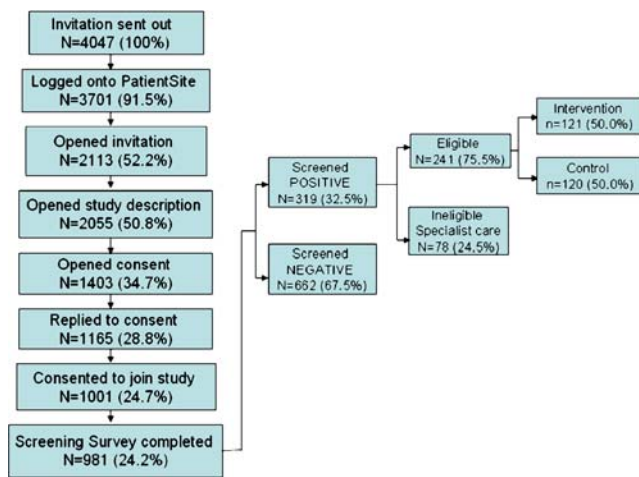 Invitation sent out
N=4047 (100%)
Logged onto PatientSite
N=3701 (91.5%)
Opened invitation
N=2113 (52.2%)
Opened study description
N=2055 (50.8%)
Opened consent
N=1403 (34.7%)
Replied to consent
N=1165 (28.8%)
Consented to join study
N=1001 (24.7%)
Screening Survey completed
N=981 (24.2%)
Screened
POSITIVE
N=319 (32.5%)
Screened
NEGATIVE
N=662 (67.5%)
Eligible
N=241 (75.5%)
Ineligible
Specialist care
N=78 (24.5%)
Intervention
n=121 (50.0%)
Control
n=120 (50.0%)